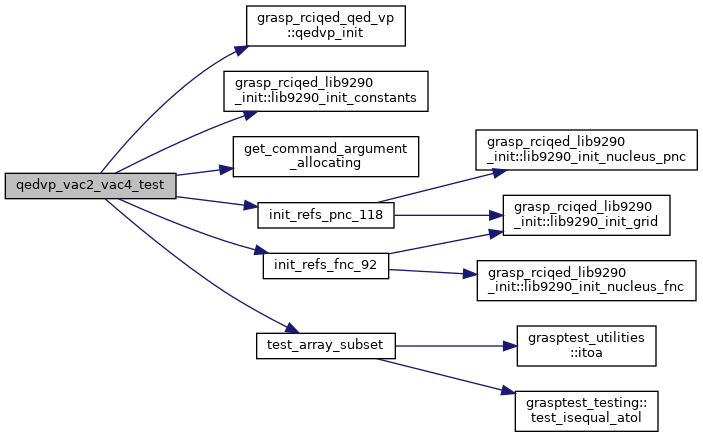 grasp_rciqed_qed_vp
::qedvp_init
grasp_rciqed_lib9290
_init::lib9290_init_constants
get_command_argument
_allocating
grasp_rciqed_lib9290
_init::lib9290_init_nucleus_pnc
qedvp_vac2_vac4_test
init_refs_pnc_118
grasp_rciqed_lib9290
_init::lib9290_init_grid
init_refs_fnc_92
grasp_rciqed_lib9290
_init::lib9290_init_nucleus_fnc
test_array_subset
grasptest_utilities
::itoa
grasptest_testing::
test_isequal_atol